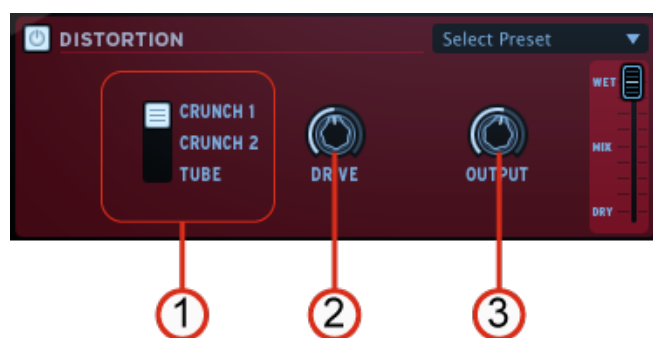 DISTORTION
Select Preset
CRUNCH 1
CRUNCH 2
TUBE
DRIVE
OUTPUT
WET
MIX
DRY
1
2
3